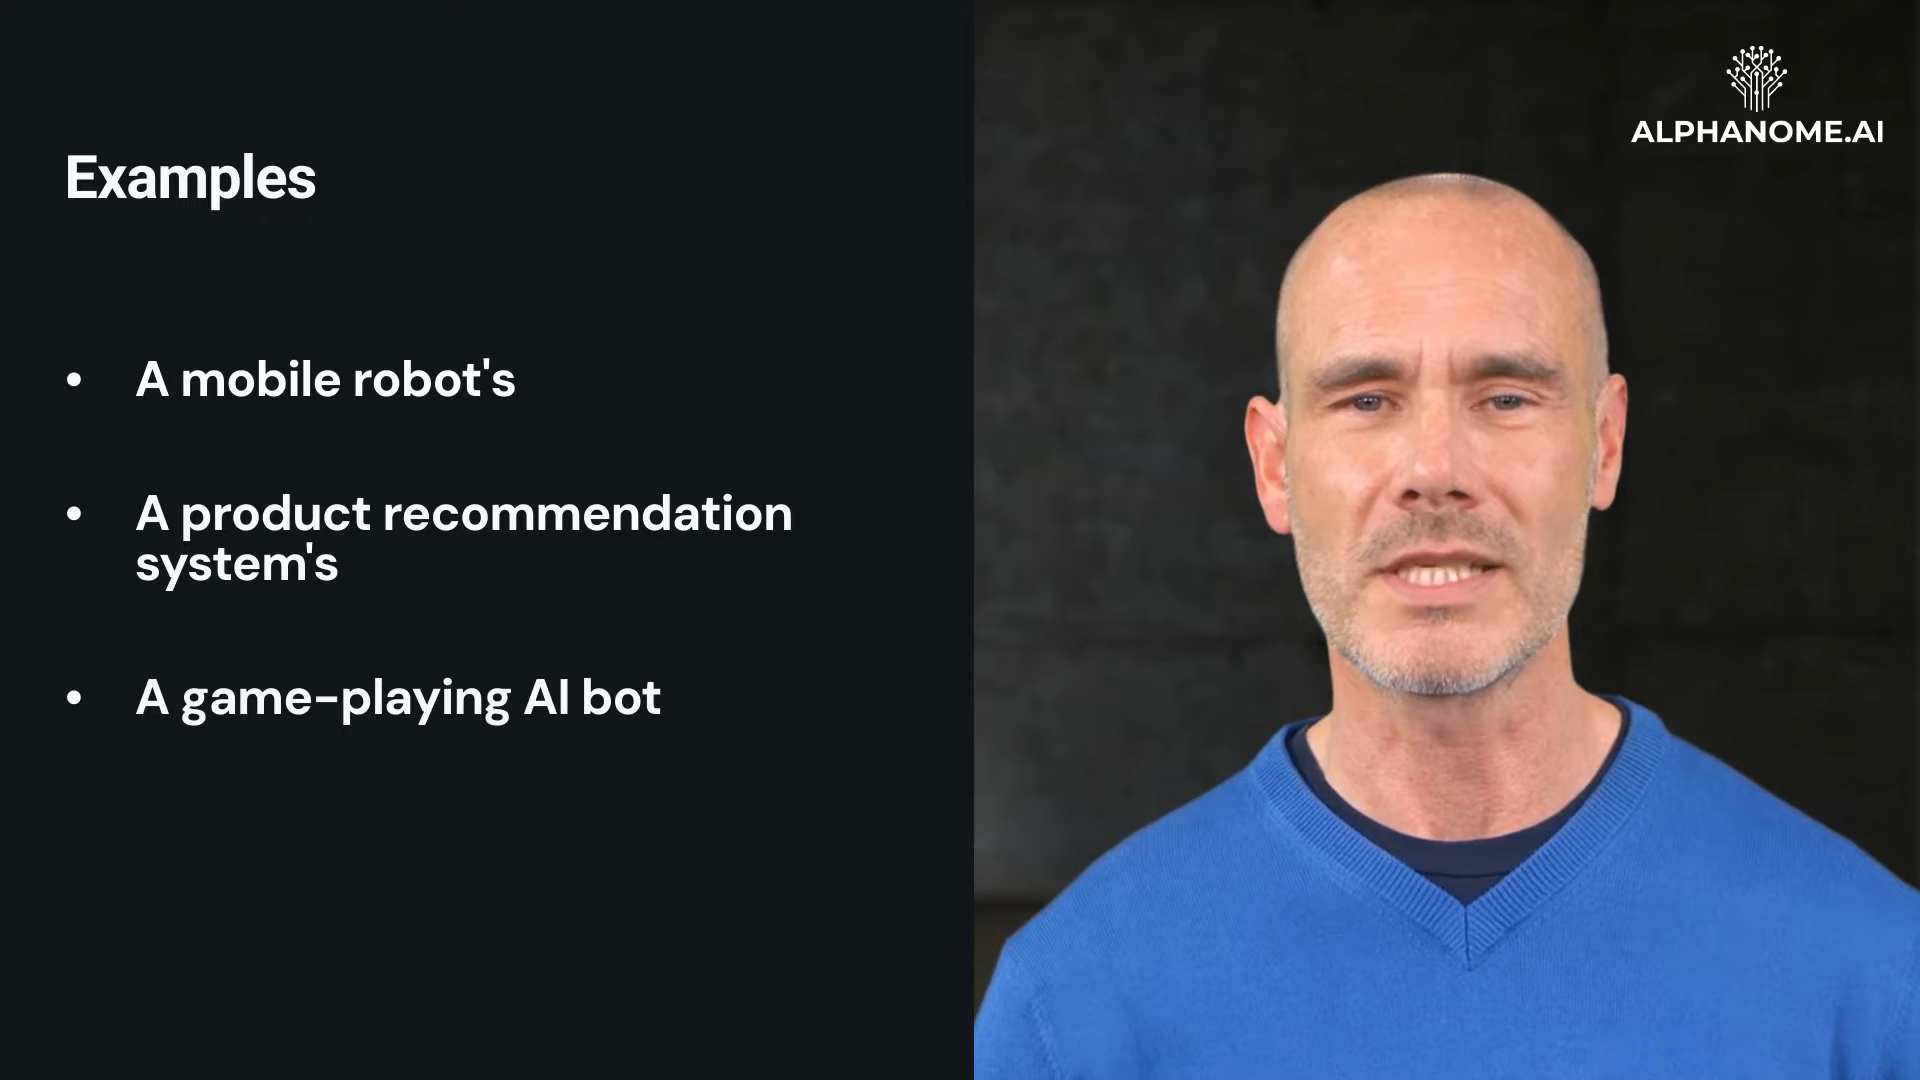 ALPHANOME.AI
Examples
• A mobile robot's
• A product recommendation
system's
• A game-playing AI bot